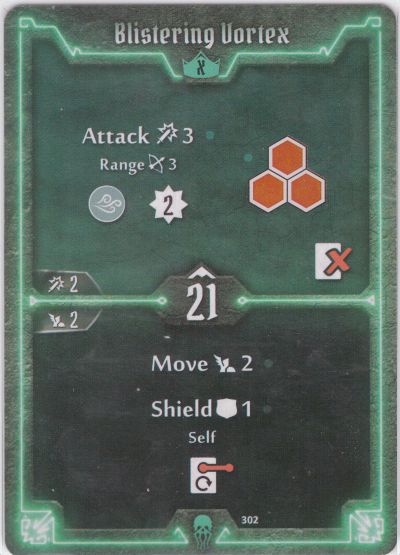 Blistering Vortex
X
Attack 3
Range 3
2
2
21
2
Move 2
Shield 1
Self
302